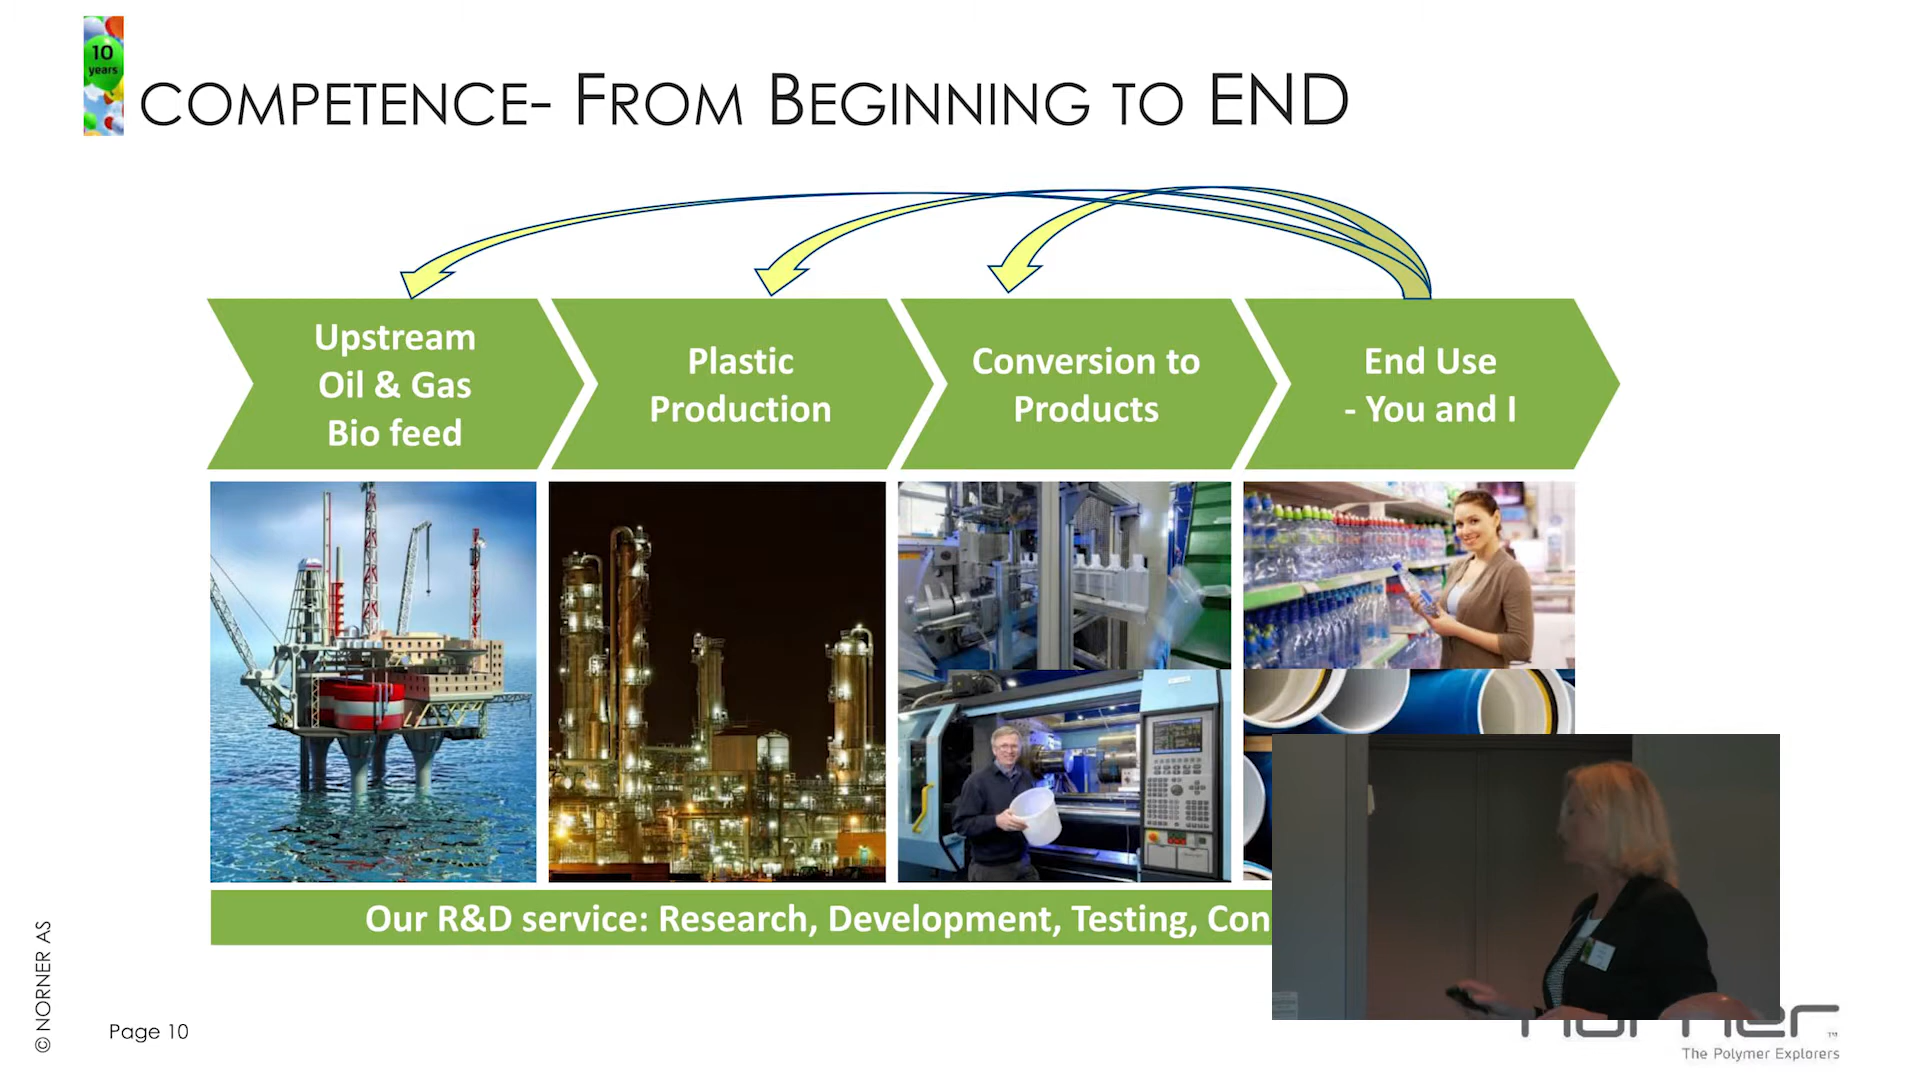 10
years
COMPETENCE- FROM BEGINNING TO END
Upstream
Oil & Gas
Bio feed
Plastic
Production
Conversion to
Products
End Use
- You and I
Our R&D service: Research, Development, Testing, Con
© NORNER AS
Page 10
norner™
The Polymer Explorers